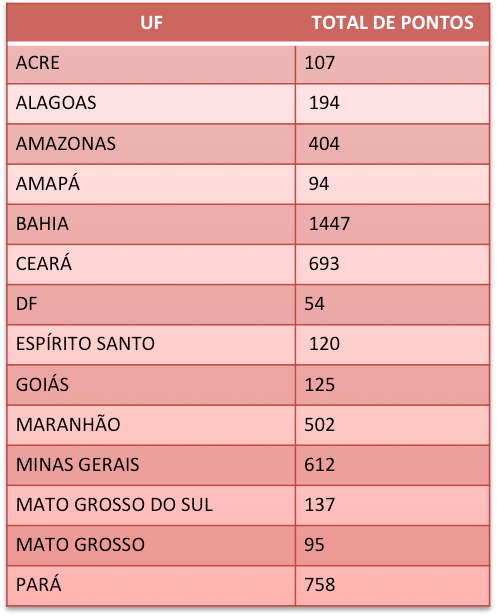 UF TOTAL DE PONTOS
ACRE 107
ALAGOAS 194
AMAZONAS 404
AMAPÁ 94
BAHIA 1447
CEARÁ 693
DF 54
ESPÍRITO SANTO 120
GOIÁS 125
MARANHÃO 502
MINAS GERAIS 612
MATO GROSSO DO SUL 137
MATO GROSSO 95
PARÁ 758